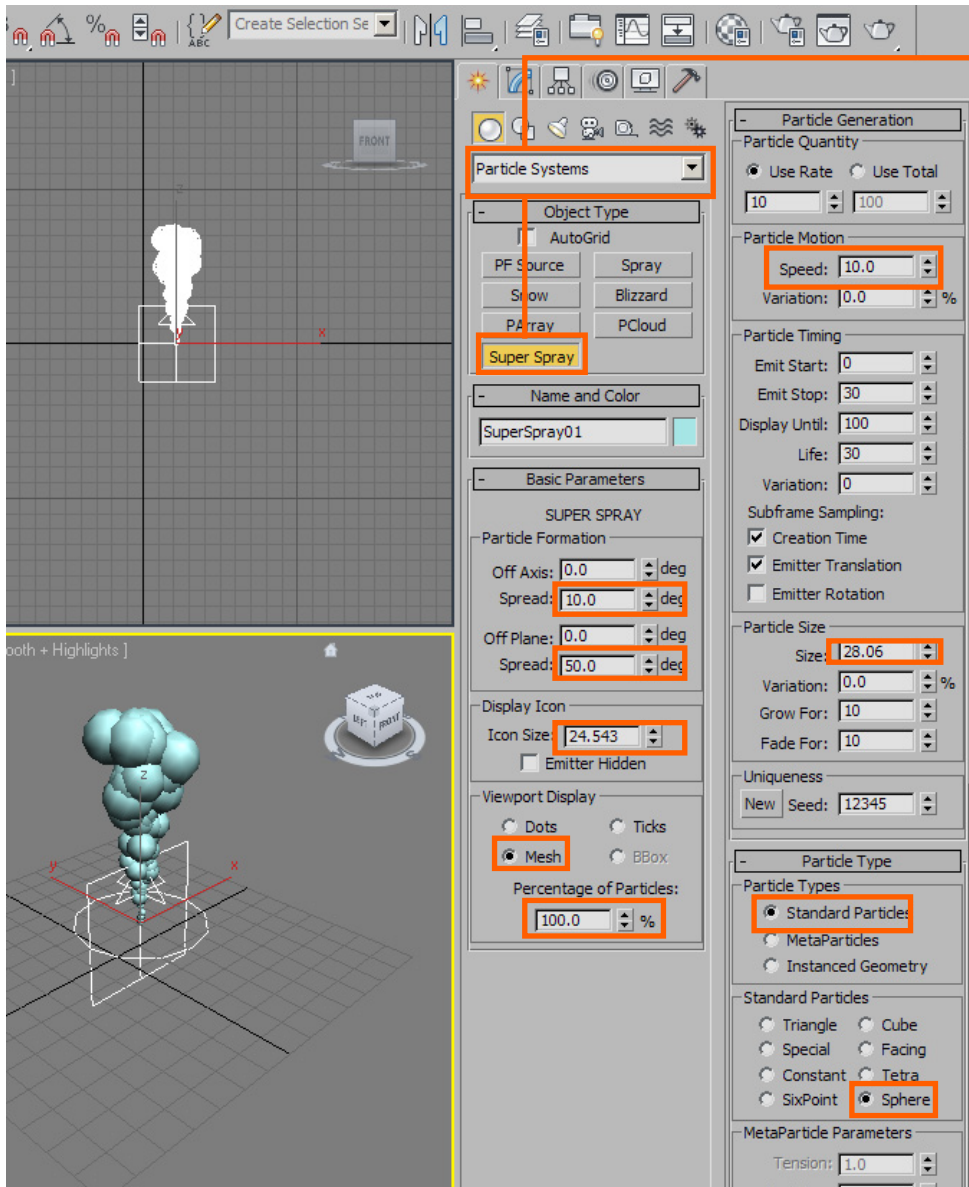 Create Selection Se
ABC
]
FRONT
z
x
y
Particle Systems
- Object Type
AutoGrid
PF Source Spray
Snow Blizzard
PArray PCloud
Super Spray
- Name and Color
SuperSpray01
- Basic Parameters
SUPER SPRAY
Particle Formation
Off Axis: 0.0 deg
Spread: 10.0 deg
Off Plane: 0.0 deg
Spread: 50.0 deg
Display Icon
Icon Size: 24.543
Emitter Hidden
Viewport Display
Dots Ticks
Mesh BBox
Percentage of Particles:
100.0 %
- Particle Generation
Particle Quantity
Use Rate Use Total
10 100
Particle Motion
Speed: 10.0
Variation: 0.0 %
Particle Timing
Emit Start: 0
Emit Stop: 30
Display Until: 100
Life: 30
Variation: 0
Subframe Sampling:
Creation Time
Emitter Translation
Emitter Rotation
Particle Size
Size: 28.06
Variation: 0.0 %
Grow For: 10
Fade For: 10
Uniqueness
New Seed: 12345
- Particle Type
Particle Types
Standard Particles
MetaParticles
Instanced Geometry
Standard Particles
Triangle Cube
Special Facing
Constant Tetra
SixPoint Sphere
MetaParticle Parameters
Tension: 1.0
ooth + Highlights ]
LEFT FRONT
z
y x